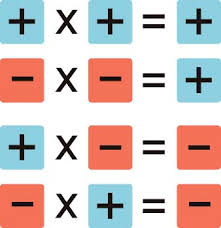 + x + = +
− x − = +
+ x − = −
− x + = −